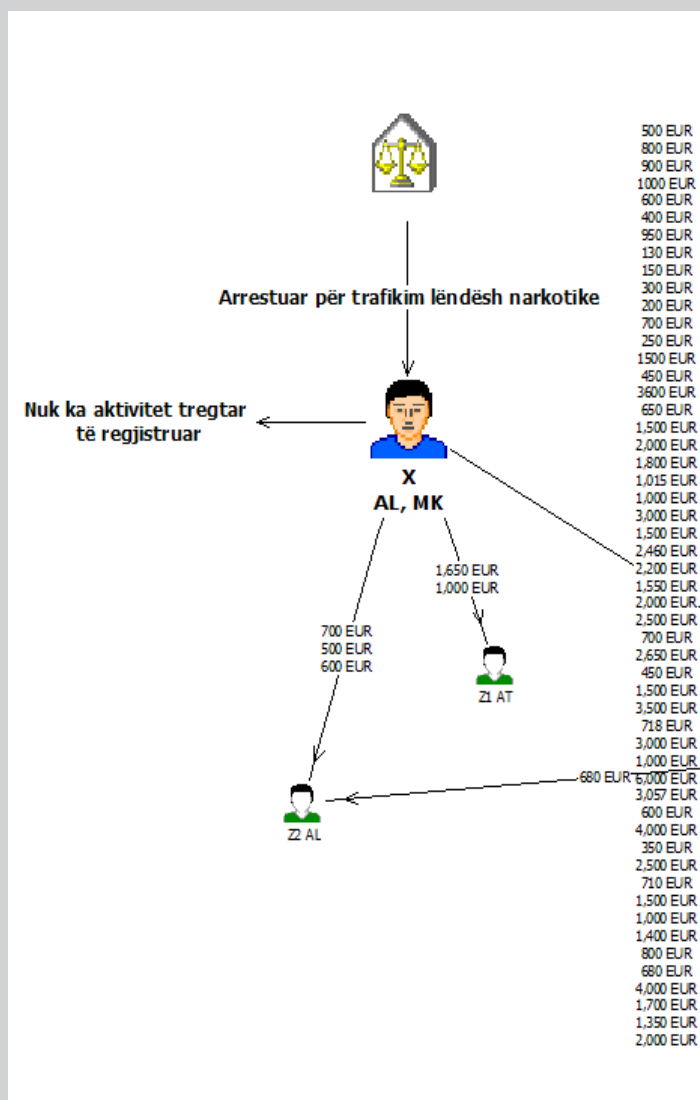 Arrestuar për trafikim lëndësh narkotike
Nuk ka aktivitet tregtar
të regjistruar
X
AL, MK
1,650 EUR
1,000 EUR
700 EUR
500 EUR
600 EUR
Z1 AT
Z2 AL
680 EUR
500 EUR
800 EUR
900 EUR
1000 EUR
600 EUR
400 EUR
950 EUR
130 EUR
150 EUR
300 EUR
200 EUR
700 EUR
250 EUR
1500 EUR
450 EUR
3600 EUR
650 EUR
1,500 EUR
2,000 EUR
1,800 EUR
1,015 EUR
1,000 EUR
3,000 EUR
1,500 EUR
2,460 EUR
2,200 EUR
1,550 EUR
2,000 EUR
2,500 EUR
700 EUR
2,650 EUR
450 EUR
1,500 EUR
3,500 EUR
718 EUR
3,000 EUR
1,000 EUR
6,000 EUR
3,057 EUR
600 EUR
4,000 EUR
350 EUR
2,500 EUR
710 EUR
1,500 EUR
1,000 EUR
1,400 EUR
800 EUR
680 EUR
4,000 EUR
1,700 EUR
1,350 EUR
2,000 EUR